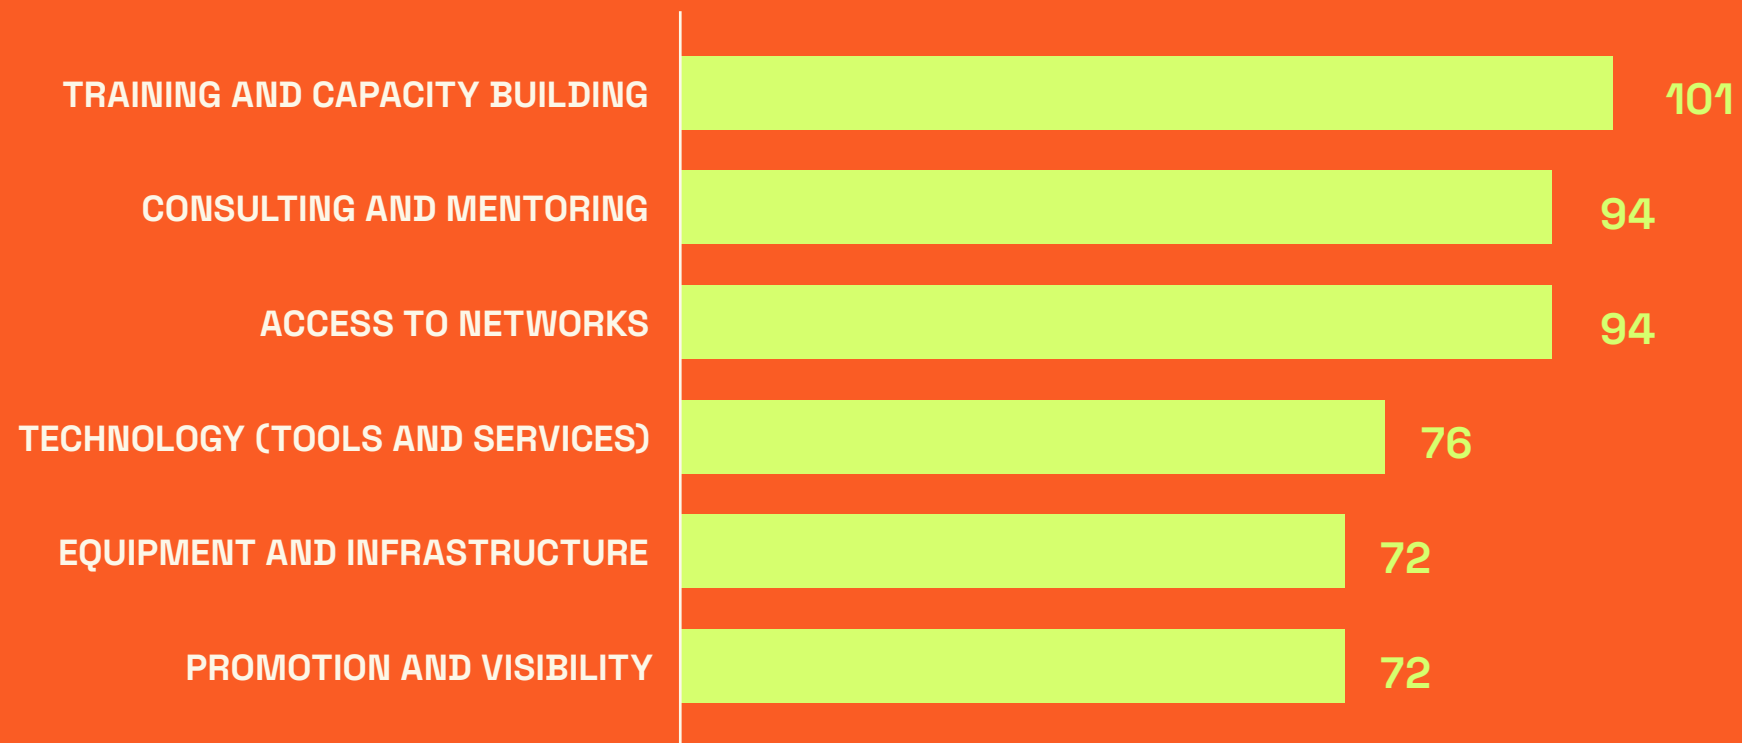 TRAINING AND CAPACITY BUILDING 101
CONSULTING AND MENTORING 94
ACCESS TO NETWORKS 94
TECHNOLOGY (TOOLS AND SERVICES) 76
EQUIPMENT AND INFRASTRUCTURE 72
PROMOTION AND VISIBILITY 72